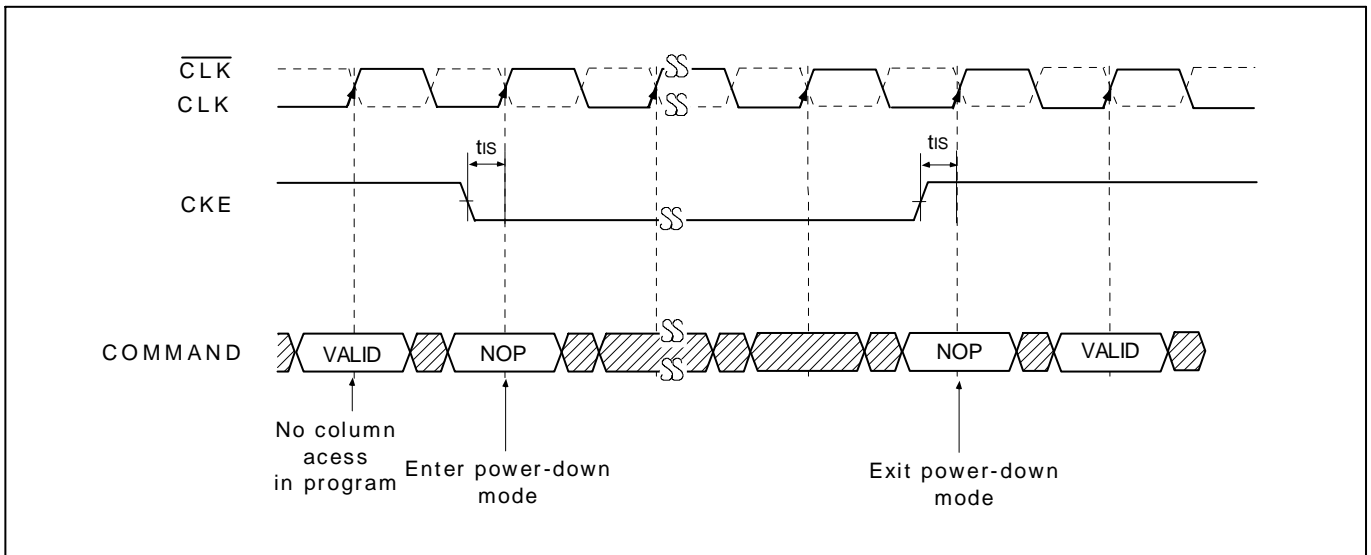 CLK
CLK
tIS
tIS
CKE
COMMAND
VALID
NOP
NOP
VALID
No column
acess
in program
Enter power-down
mode
Exit power-down
mode